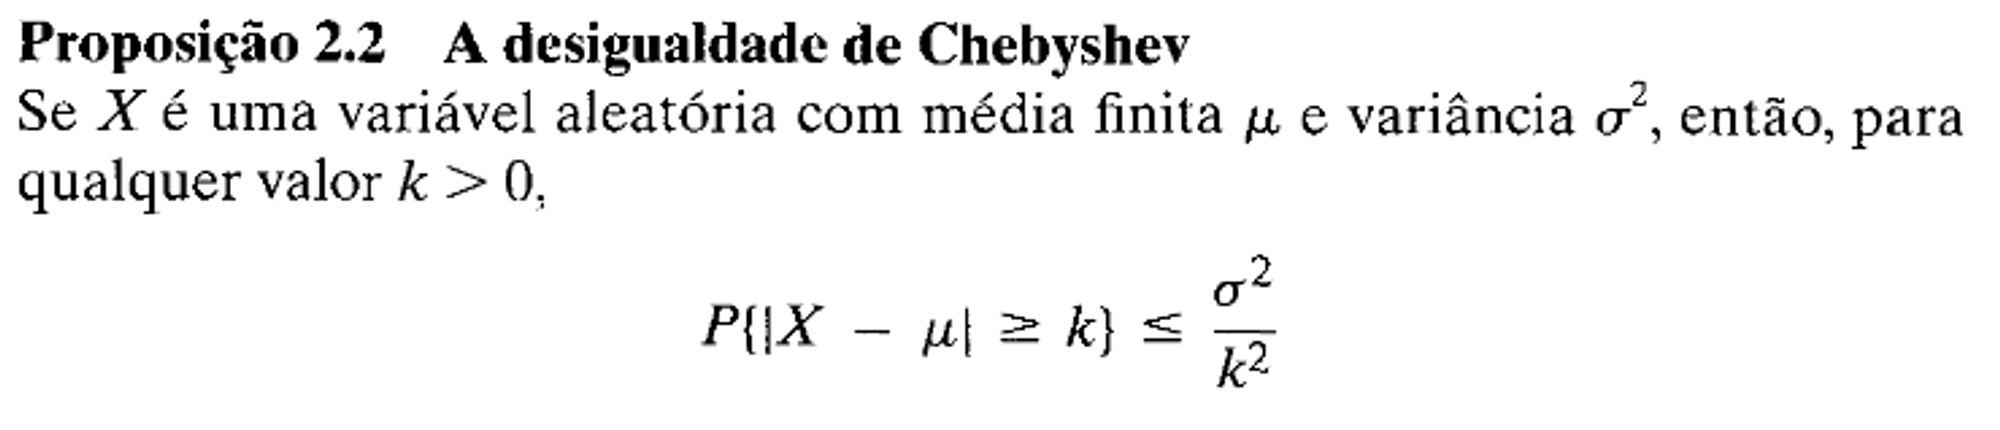 Proposição 2.2 A desigualdade de Chebyshev
Se X é uma variável aleatória com média finita μ e variância σ², então, para
qualquer valor k > 0,
P{|X − μ| ≥ k} ≤ σ²/k²